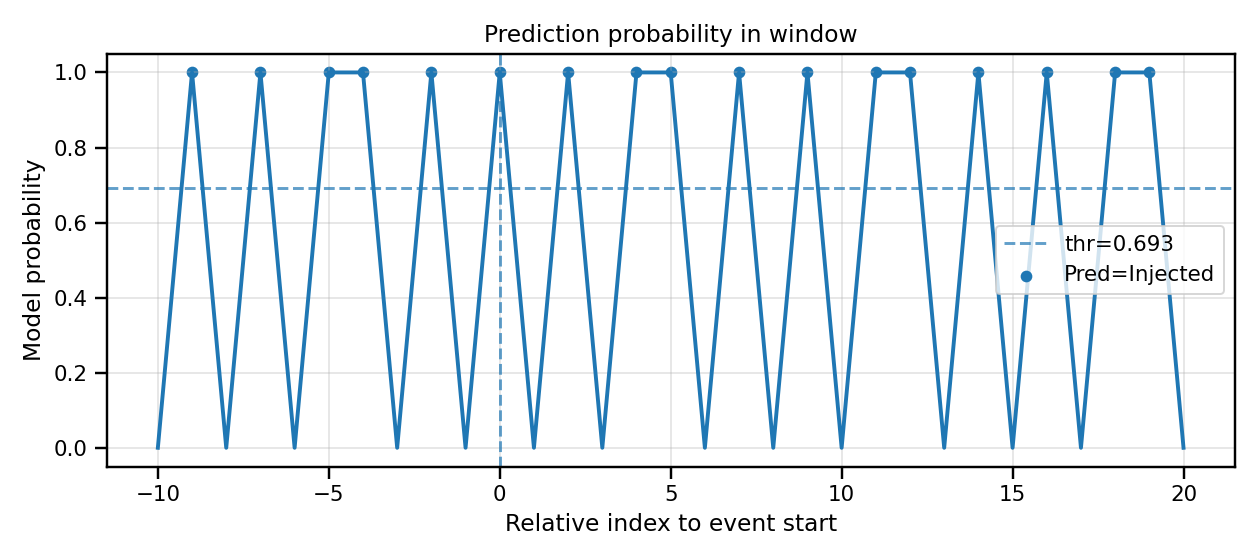 Prediction probability in window
Model probability
1.0
0.8
0.6
0.4
0.2
0.0
thr=0.693
Pred=Injected
−10 −5 0 5 10 15 20
Relative index to event start